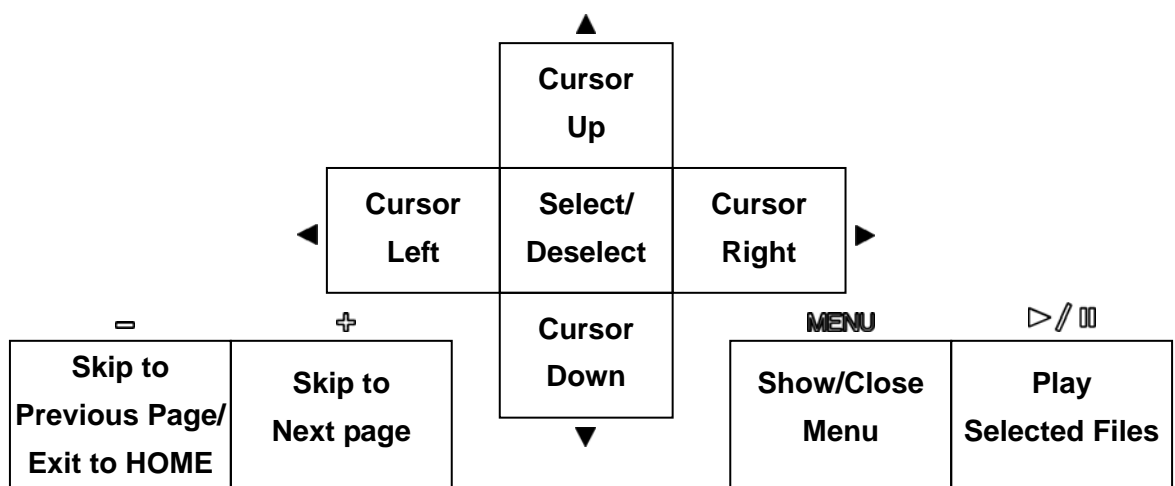 ▲
Cursor
Up
◀
Cursor
Left
Select/
Deselect
Cursor
Right
▶
Cursor
Down
▼
-
Skip to
Previous Page/
Exit to HOME
+
Skip to
Next page
MENU
Show/Close
Menu
▷/II
Play
Selected Files